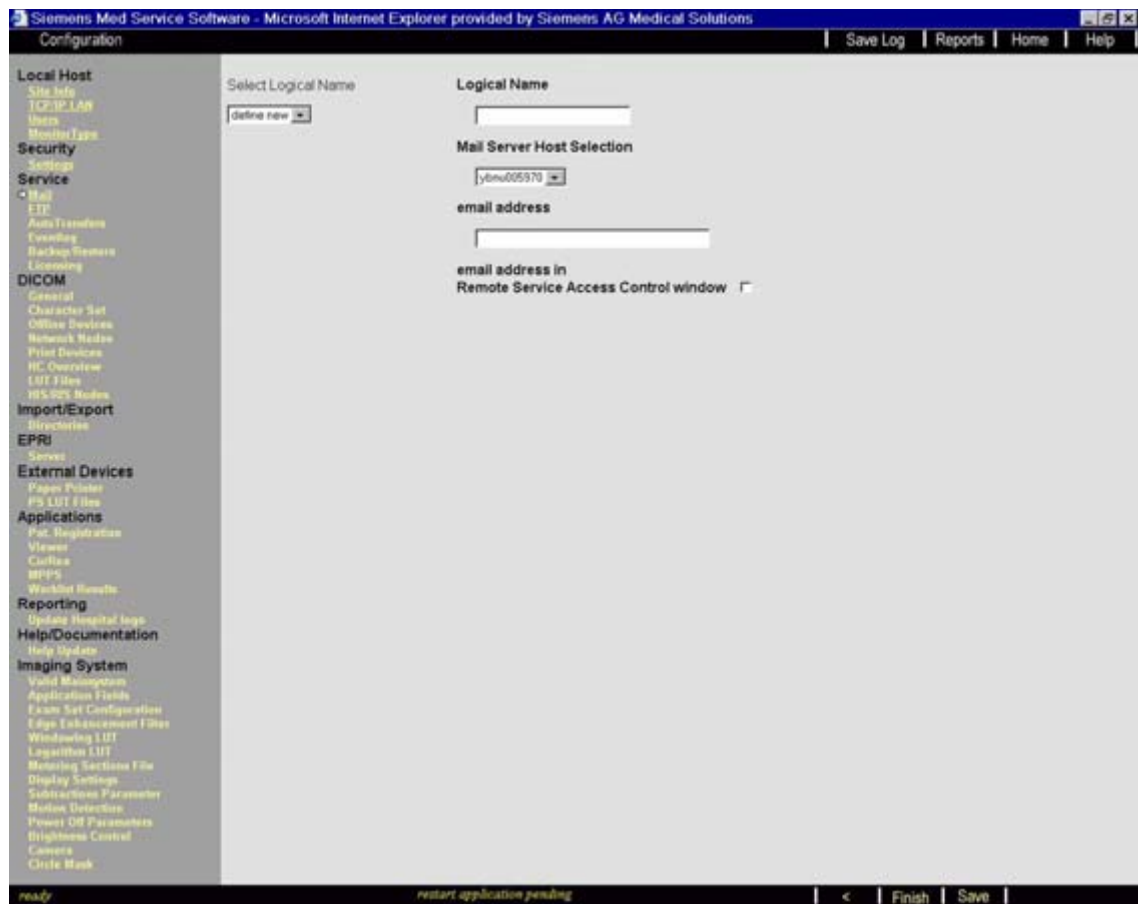 Siemens Med Service Software - Microsoft Internet Explorer provided by Siemens AG Medical Solutions
Configuration
Save Log
Reports
Home
Help
Local Host
Site Info
TCP/IP LAN
Users
MonitorType
Security
Settings
Service
Mail
FTP
AutoTransfers
Eventlog
Backup/Restore
Licensing
DICOM
General
Character Set
Offline Devices
Network Nodes
Print Devices
HC Overview
LUT Files
HIS/RIS Nodes
Import/Export
Directories
EPRI
Server
External Devices
Paper Printer
PS LUT Files
Applications
Pat. Registration
Viewer
CurRea
MPPS
Worklist Results
Reporting
Update Hospital logo
Help/Documentation
Help Update
Imaging System
Valid Mainsystem
Application Fields
Exam Set Configuration
Edge Enhancement Filter
Windowing LUT
Logarithm LUT
Metering Sections File
Display Settings
Subtractions Parameter
Motion Detection
Power Off Parameters
Brightness Control
Camera
Circle Mask
Select Logical Name
define new
Logical Name
Mail Server Host Selection
ybnu005970
email address
email address in
Remote Service Access Control window
ready
restart application pending
<
Finish
Save